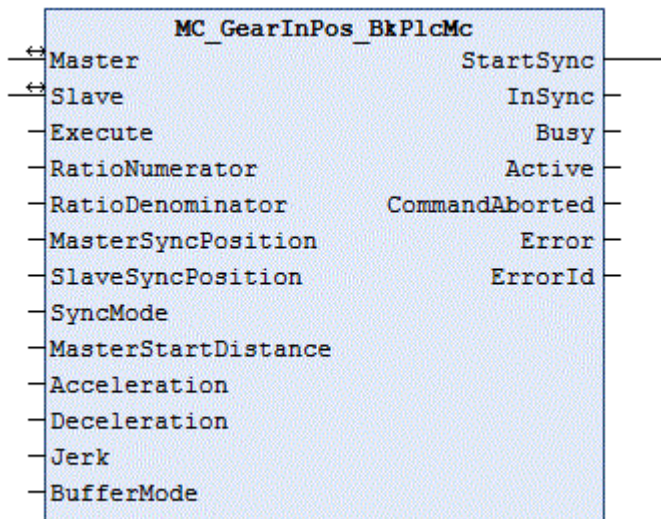 MC_GearInPos_BkPlcMc
Master StartSync
Slave InSync
Execute Busy
RatioNumerator Active
RatioDenominator CommandAborted
MasterSyncPosition Error
SlaveSyncPosition ErrorId
SyncMode
MasterStartDistance
Acceleration
Deceleration
Jerk
BufferMode